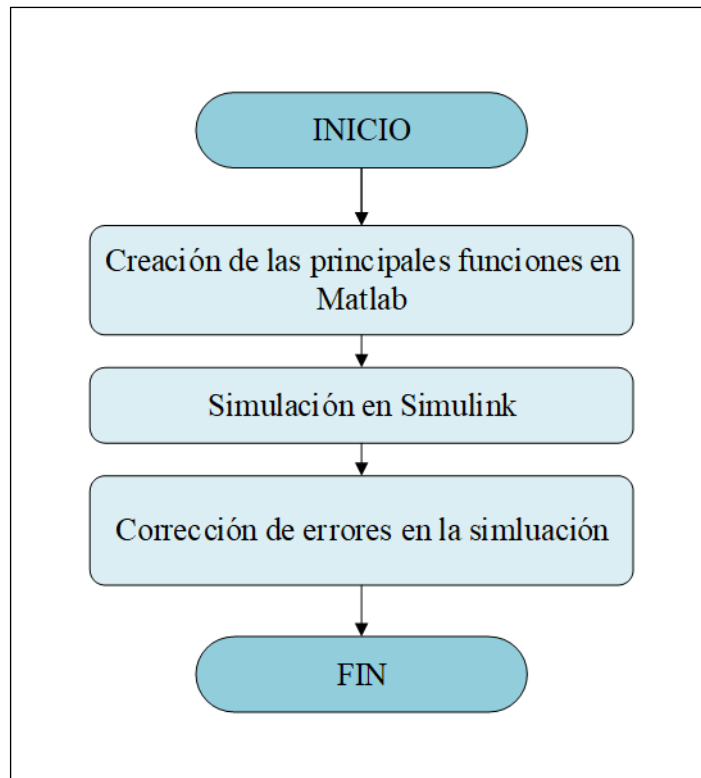 INICIO
Creación de las principales funciones en
Matlab
Simulación en Simulink
Corrección de errores en la simluación
FIN